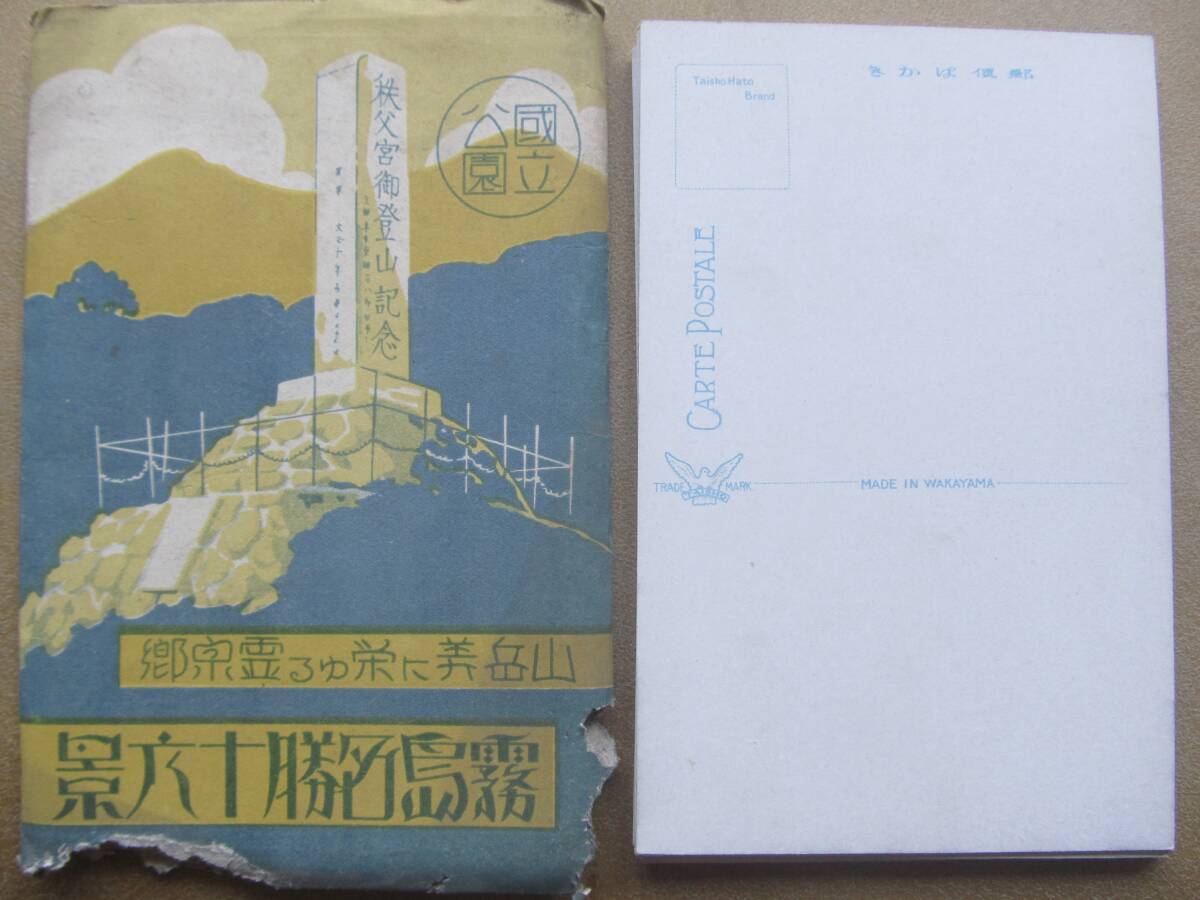 國立
公園
秩父宮御登山記念
山岳美に栄ゆる霊泉郷
霧島名勝十六景
郵便はかき
Taisho Hato
Brand
CARTE POSTALE
TRADE MARK
MADE IN WAKAYAMA